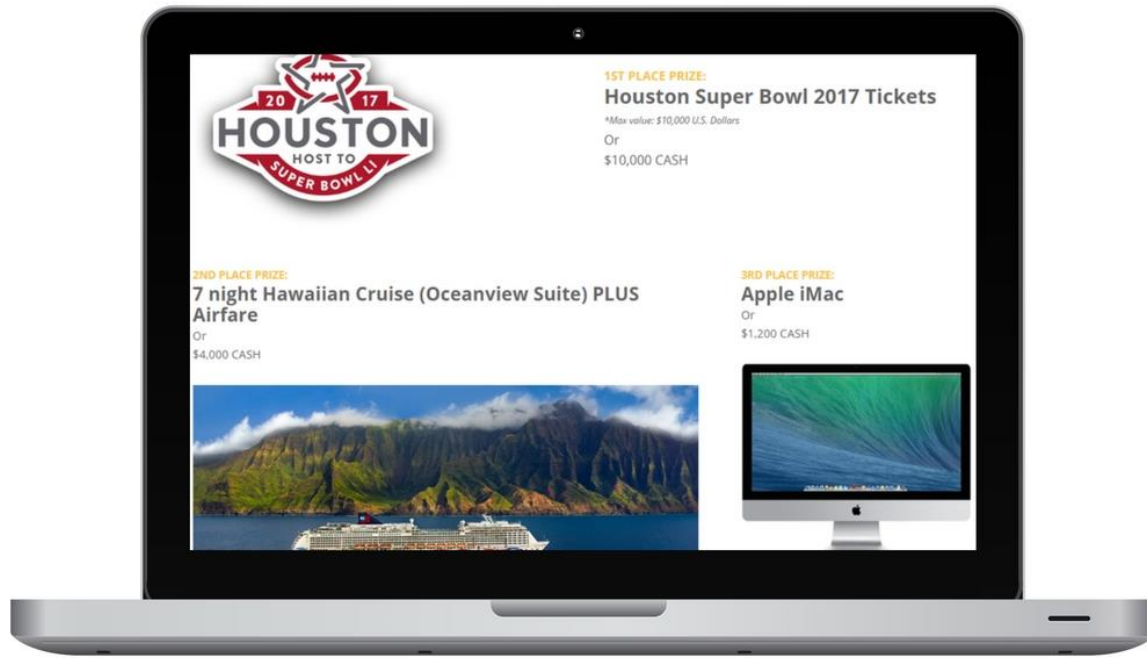 20 17
HOUSTON
HOST TO
SUPER BOWL LI
1ST PLACE PRIZE:
Houston Super Bowl 2017 Tickets
*Max value: $10,000 U.S. Dollars
Or
$10,000 CASH
2ND PLACE PRIZE:
7 night Hawaiian Cruise (Oceanview Suite) PLUS
Airfare
Or
$4,000 CASH
3RD PLACE PRIZE:
Apple iMac
Or
$1,200 CASH